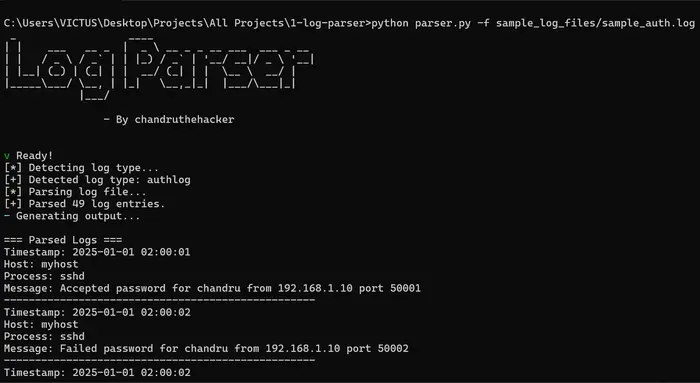 C:\Users\VICTUS\Desktop\Projects\All Projects\1-log-parser>python parser.py -f sample_log_files/sample_auth.log
Log Parser
- By chandruthehacker
v Ready!
[*] Detecting log type...
[+] Detected log type: authlog
[*] Parsing log file...
[+] Parsed 49 log entries.
- Generating output...
=== Parsed Logs ===
Timestamp: 2025-01-01 02:00:01
Host: myhost
Process: sshd
Message: Accepted password for chandru from 192.168.1.10 port 50001
--------------------------------------------------
Timestamp: 2025-01-01 02:00:02
Host: myhost
Process: sshd
Message: Failed password for chandru from 192.168.1.10 port 50002
--------------------------------------------------
Timestamp: 2025-01-01 02:00:02